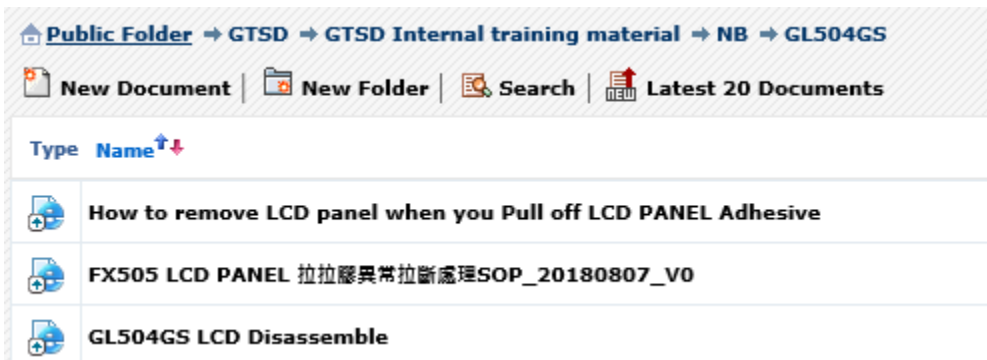 Public Folder → GTSD → GTSD Internal training material → NB → GL504GS
New Document | New Folder | Search | Latest 20 Documents
Type Name
How to remove LCD panel when you Pull off LCD PANEL Adhesive
FX505 LCD PANEL 拉拉膠異常拉斷處理SOP_20180807_V0
GL504GS LCD Disassemble